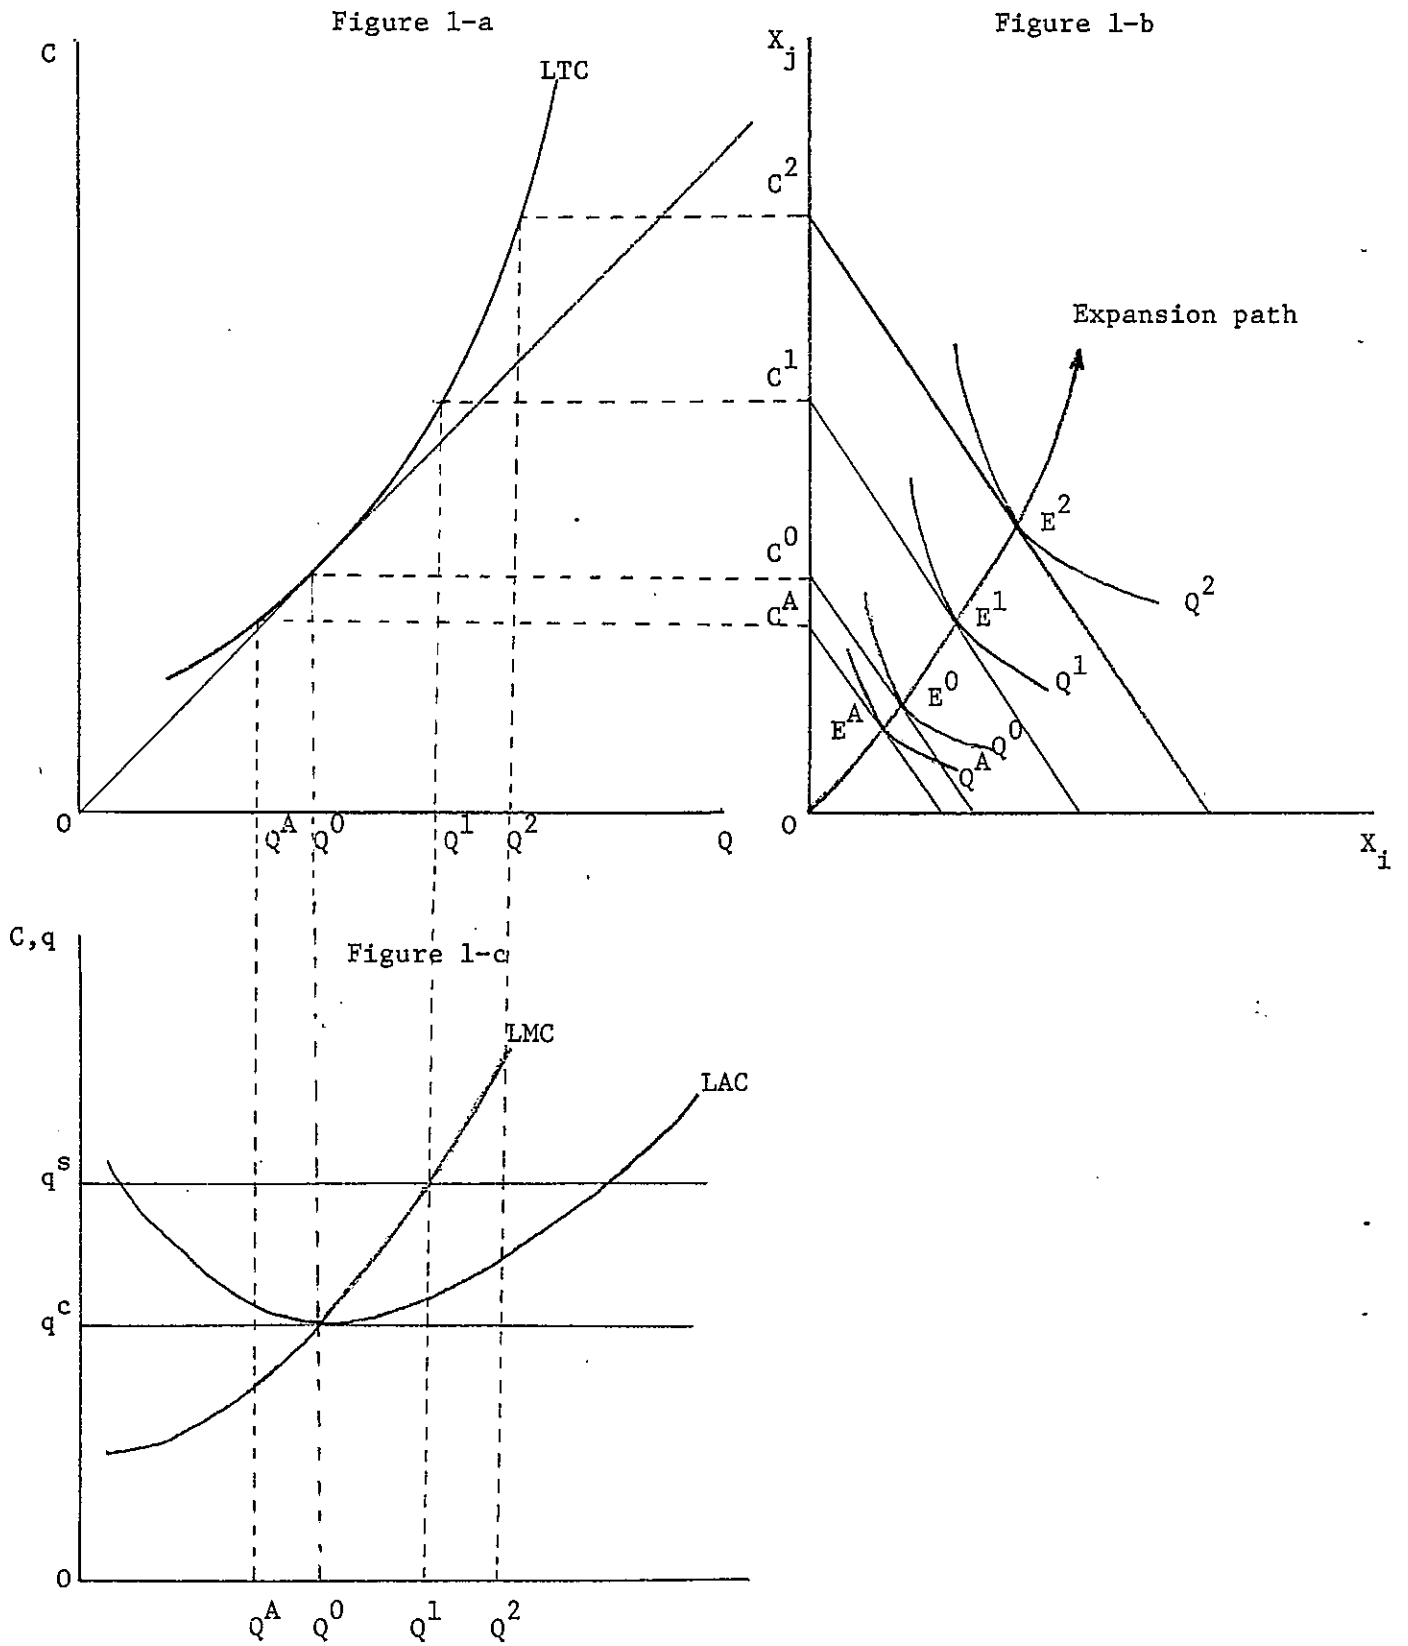 Figure 1-a
C
LTC
Q^A
Q^0
Q^1
Q^2
Q
O
Figure 1-b
X_j
C^2
C^1
C^0
C^A
Expansion path
E^2
Q^2
E^1
Q^1
E^0
E^A
Q^0
Q^A
O
X_i
C,q
Figure 1-c
LMC
LAC
q^s
q^c
O
Q^A
Q^0
Q^1
Q^2